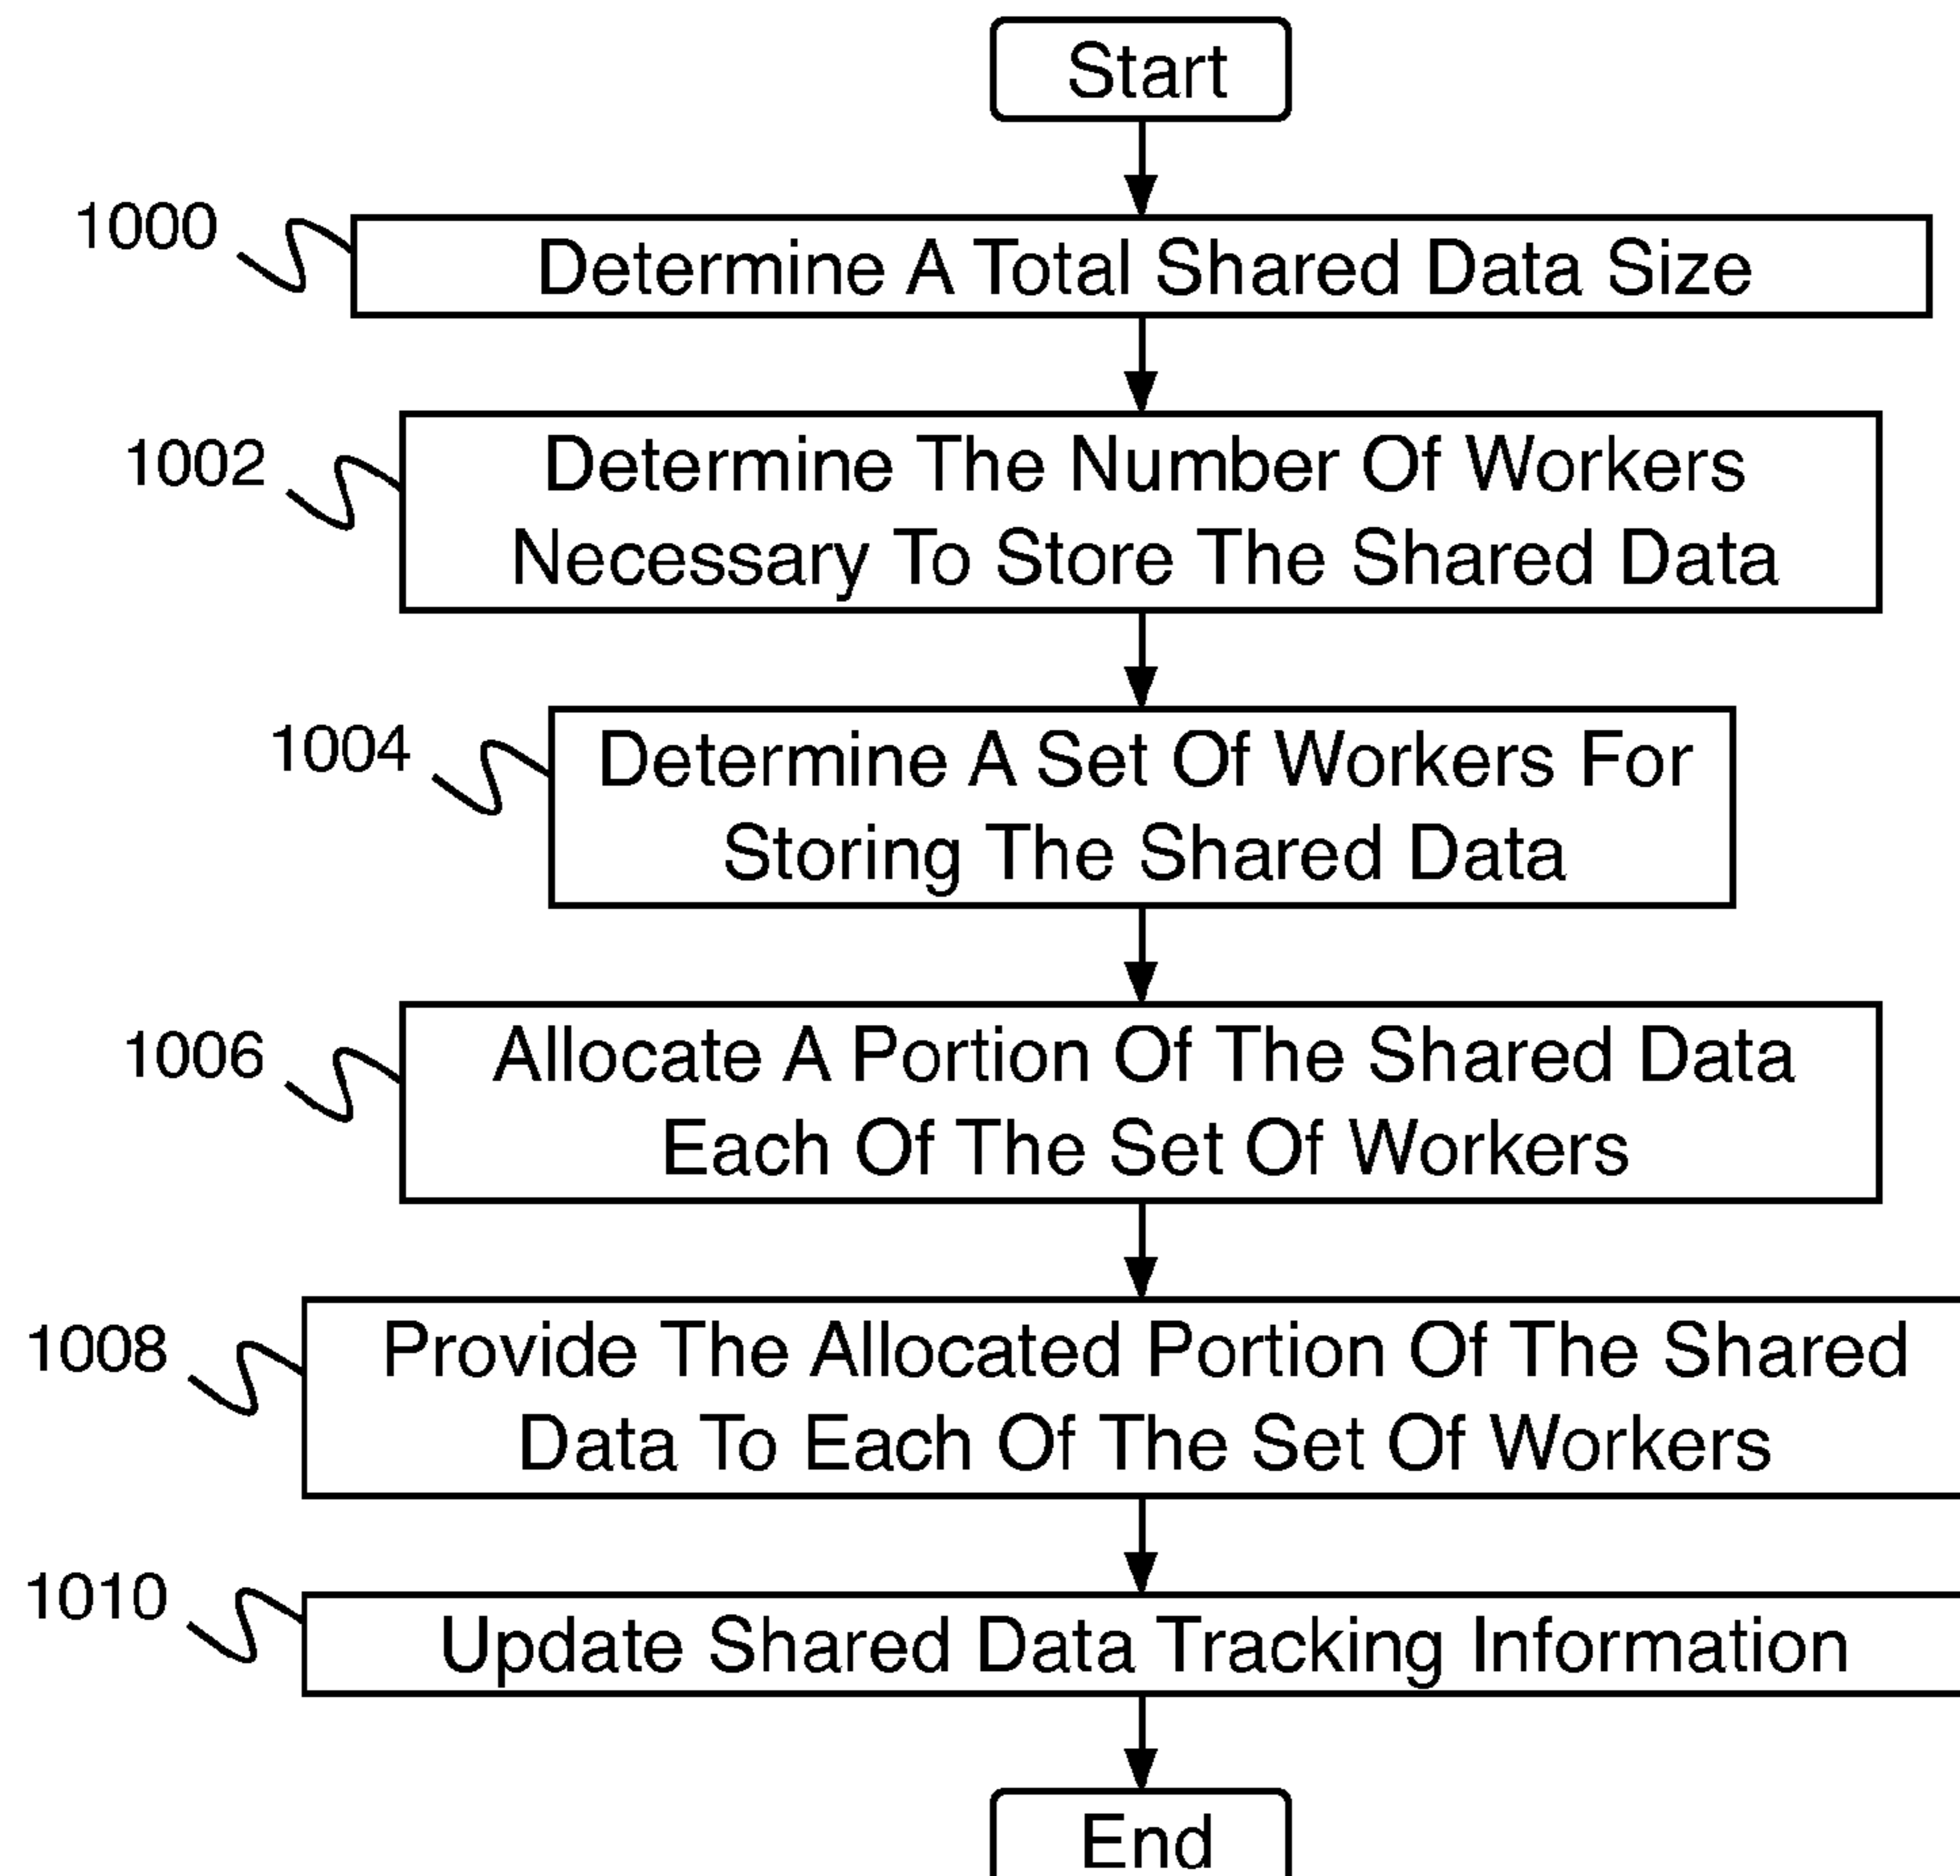 Start
1000
Determine A Total Shared Data Size
1002
Determine The Number Of Workers
Necessary To Store The Shared Data
1004
Determine A Set Of Workers For
Storing The Shared Data
1006
Allocate A Portion Of The Shared Data
Each Of The Set Of Workers
1008
Provide The Allocated Portion Of The Shared
Data To Each Of The Set Of Workers
1010
Update Shared Data Tracking Information
End